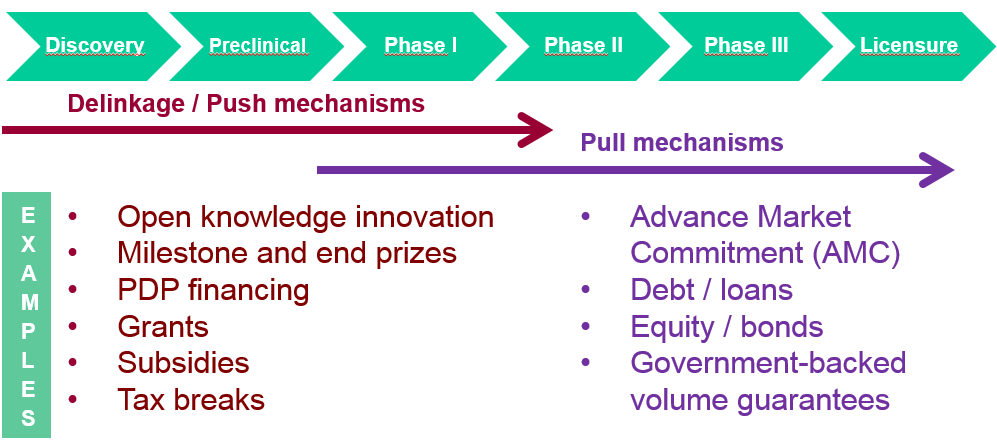 Discovery
Preclinical
Phase I
Phase II
Phase III
Licensure
Delinkage / Push mechanisms
Pull mechanisms
EXAMPLES
• Open knowledge innovation
• Milestone and end prizes
• PDP financing
• Grants
• Subsidies
• Tax breaks
• Advance Market
Commitment (AMC)
• Debt / loans
• Equity / bonds
• Government-backed
volume guarantees